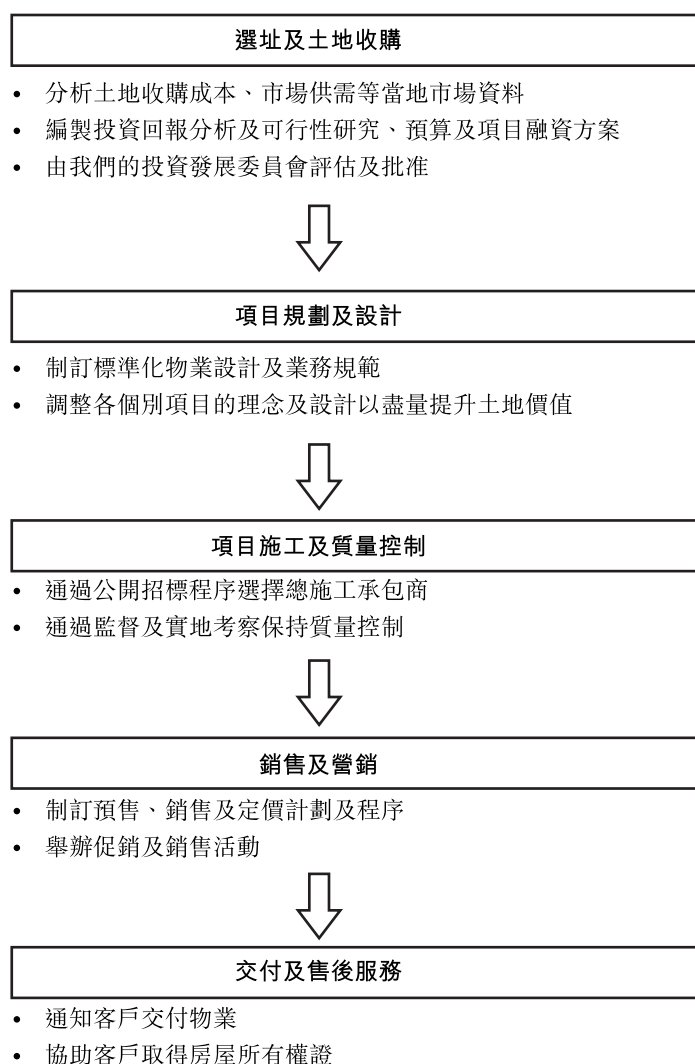 選址及土地收購
• 分析土地收購成本、市場供需等當地市場資料
• 編製投資回報分析及可行性研究、預算及項目融資方案
• 由我們的投資發展委員會評估及批准
項目規劃及設計
• 制訂標準化物業設計及業務規範
• 調整各個別項目的理念及設計以盡量提升土地價值
項目施工及質量控制
• 通過公開招標程序選擇總施工承包商
• 通過監督及實地考察保持質量控制
銷售及營銷
• 制訂預售、銷售及定價計劃及程序
• 舉辦促銷及銷售活動
交付及售後服務
• 通知客戶交付物業
• 協助客戶取得房屋所有權證